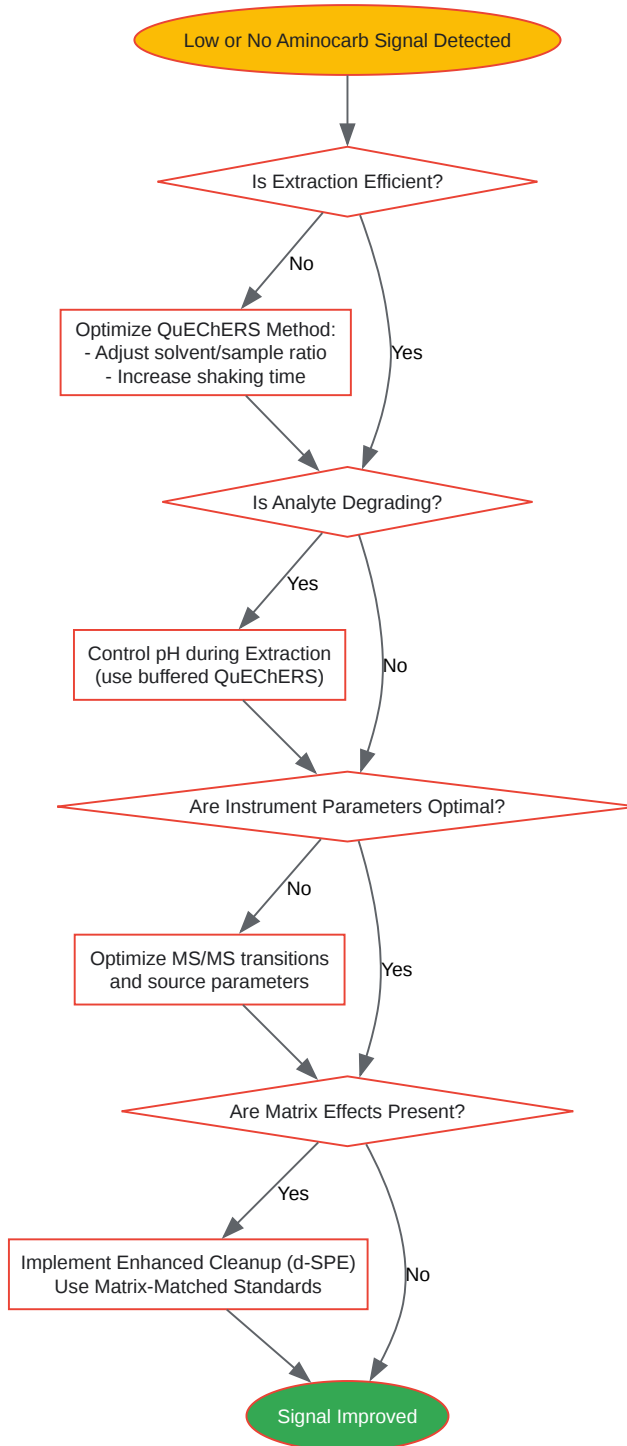 Low or No Aminocarb Signal Detected
Is Extraction Efficient?
No
Optimize QuEChERS Method:
- Adjust solvent/sample ratio
- Increase shaking time
Yes
Is Analyte Degrading?
Yes
Control pH during Extraction
(use buffered QuEChERS)
No
Are Instrument Parameters Optimal?
No
Optimize MS/MS transitions
and source parameters
Yes
Are Matrix Effects Present?
Yes
Implement Enhanced Cleanup (d-SPE)
Use Matrix-Matched Standards
No
Signal Improved